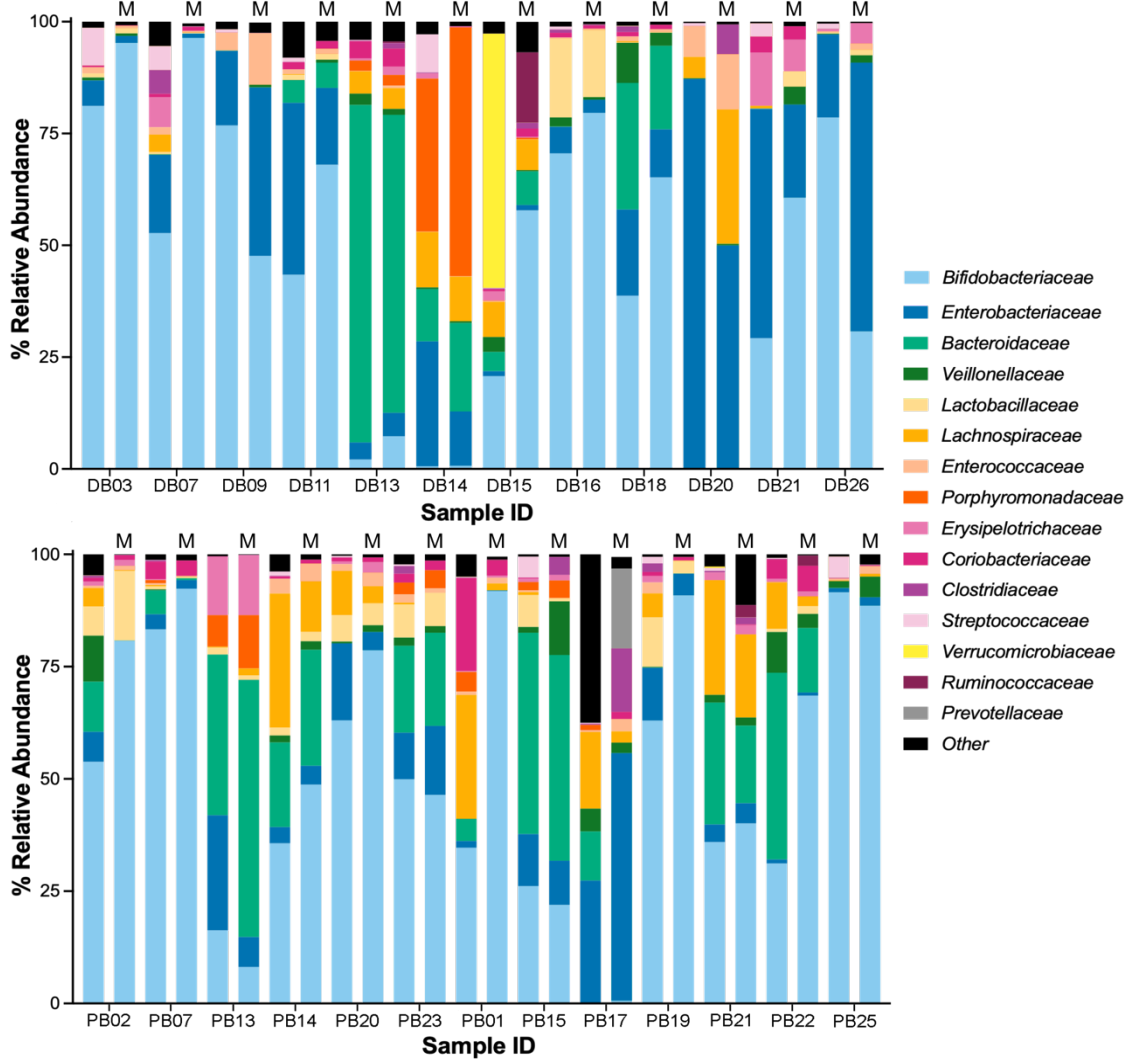 M M M M M M M M M M M M
100
75
50
25
0
% Relative Abundance
DB03 DB07 DB09 DB11 DB13 DB14 DB15 DB16 DB18 DB20 DB21 DB26
Sample ID
M M M M M M M M M M M M M
100
75
50
25
0
% Relative Abundance
PB02 PB07 PB13 PB14 PB20 PB23 PB01 PB15 PB17 PB19 PB21 PB22 PB25
Sample ID
Bifidobacteriaceae
Enterobacteriaceae
Bacteroidaceae
Veillonellaceae
Lactobacillaceae
Lachnospiraceae
Enterococcaceae
Porphyromonadaceae
Erysipelotrichaceae
Coriobacteriaceae
Clostridiaceae
Streptococcaceae
Verrucomicrobiaceae
Ruminococcaceae
Prevotellaceae
Other